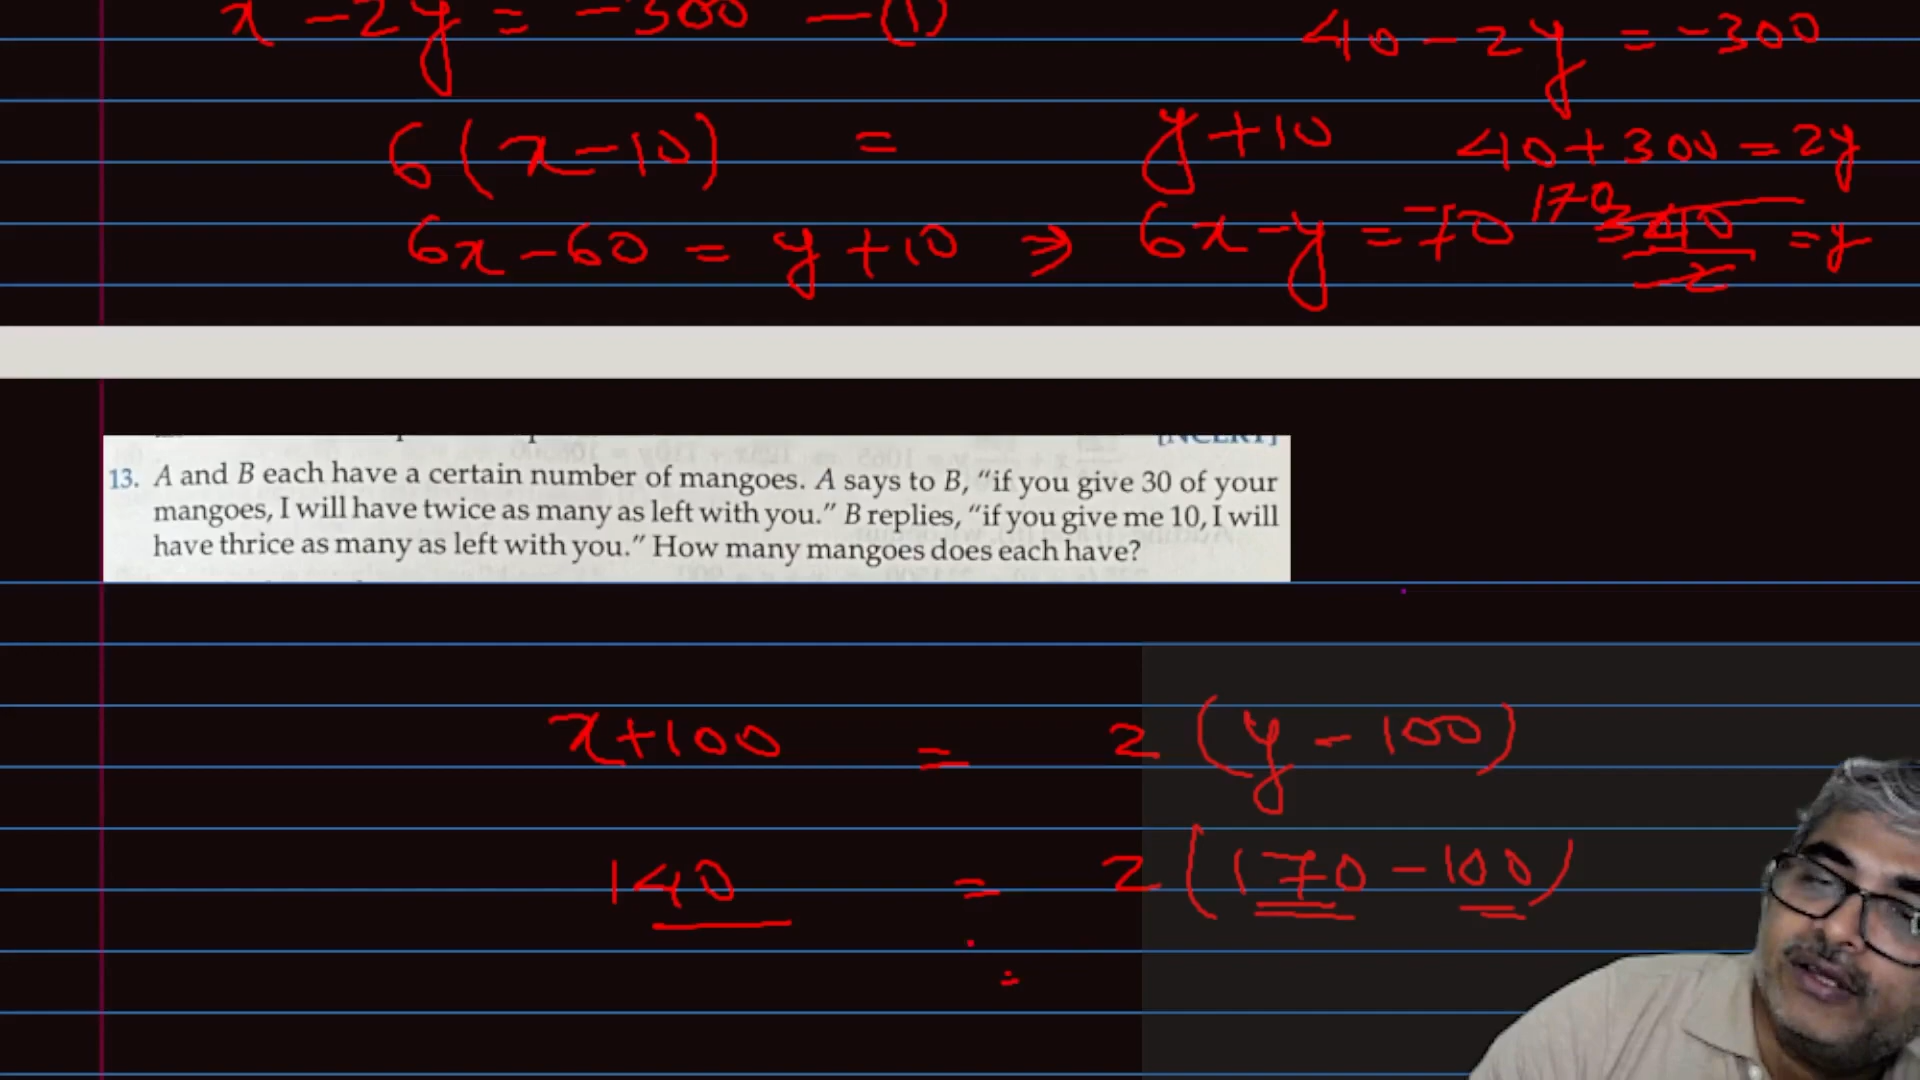 x - 2y = -300 —(1)
40 - 2y = -300
6(x-10) = y+10
40+300=2y
6x-60 = y+10 ⇒ 6x-y=70
170
340/2 = y
[NCERT]
13. A and B each have a certain number of mangoes. A says to B, "if you give 30 of your
mangoes, I will have twice as many as left with you." B replies, "if you give me 10, I will
have thrice as many as left with you." How many mangoes does each have?
x+100 = 2(y-100)
140 = 2(170-100)
=